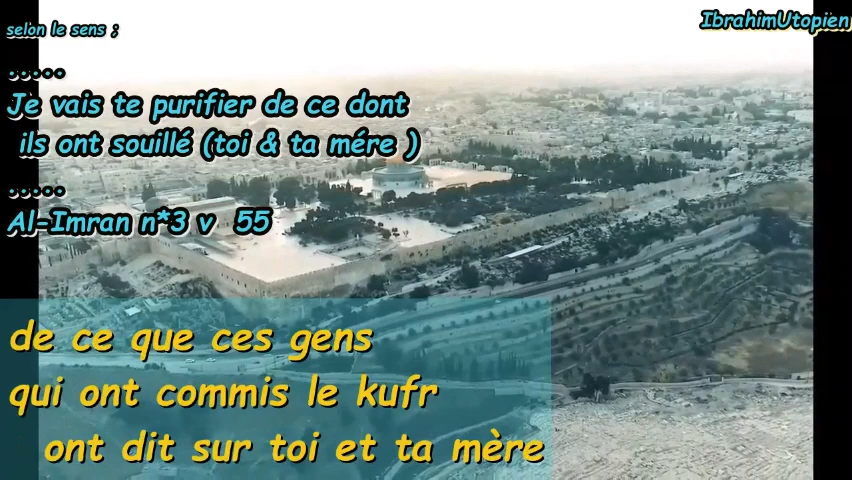 selon le sens ;
IbrahimUtopien
.....
Je vais te purifier de ce dont
ils ont souillé (toi & ta mére )
.....
Al-Imran n*3 v 55
de ce que ces gens
qui ont commis le kufr
ont dit sur toi et ta mère